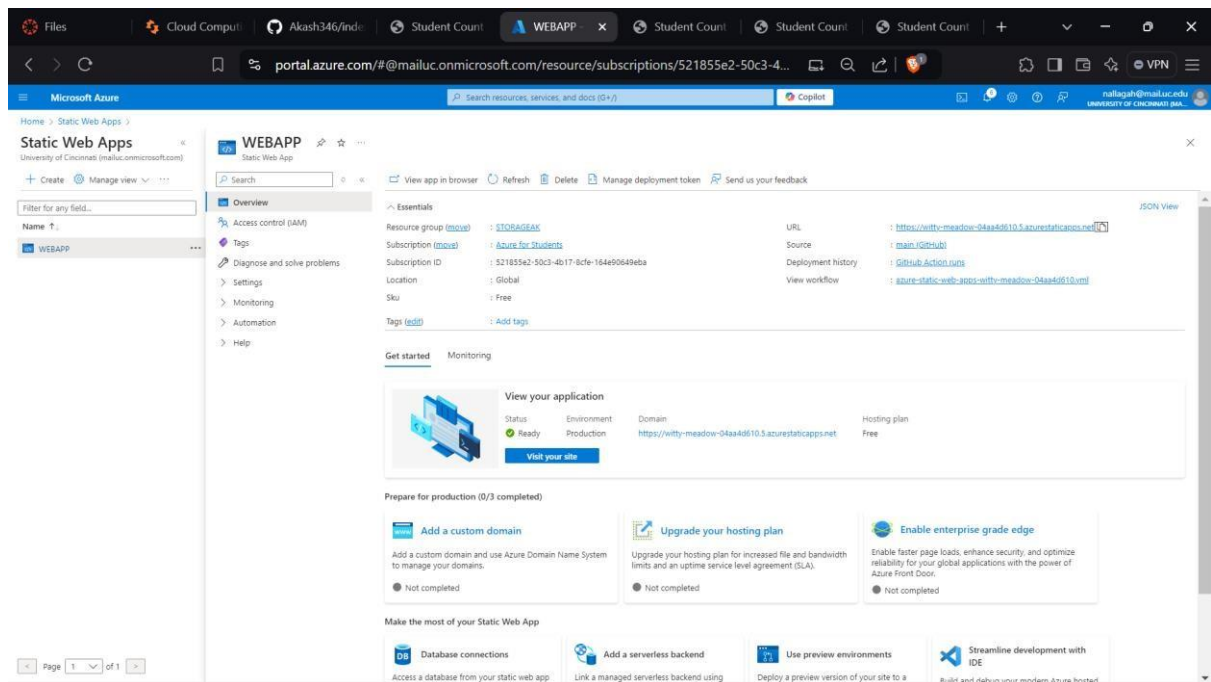 Files
Cloud Computi
Akash346/inde
Student Count
WEBAPP -
Student Count
Student Count
Student Count
portal.azure.com/#@mailuc.onmicrosoft.com/resource/subscriptions/521855e2-50c3-4...
VPN
Microsoft Azure
Search resources, services, and docs (G+/)
Copilot
nallagah@mail.uc.edu
UNIVERSITY OF CINCINNATI (MA...
Home > Static Web Apps >
Static Web Apps
University of Cincinnati (mailuc.onmicrosoft.com)
+ Create
Manage view
...
Filter for any field...
Name ↑↓
WEBAPP
...
Page 1 of 1
WEBAPP
Static Web App
Search
Overview
Access control (IAM)
Tags
Diagnose and solve problems
> Settings
> Monitoring
> Automation
> Help
View app in browser
Refresh
Delete
Manage deployment token
Send us your feedback
Essentials
JSON View
Resource group (move) : STORAGEAK
Subscription (move) : Azure for Students
Subscription ID : 521855e2-50c3-4b17-8cfe-164e90649eba
Location : Global
Sku : Free
Tags (edit) : Add tags
URL : https://witty-meadow-04aa4d610.5.azurestaticapps.net
Source : main (GitHub)
Deployment history : GitHub Action runs
View workflow : azure-static-web-apps-witty-meadow-04aa4d610.yml
Get started
Monitoring
View your application
Status
Environment
Domain
Hosting plan
Ready
Production
https://witty-meadow-04aa4d610.5.azurestaticapps.net
Free
Visit your site
Prepare for production (0/3 completed)
Add a custom domain
Add a custom domain and use Azure Domain Name System
to manage your domains.
Not completed
Upgrade your hosting plan
Upgrade your hosting plan for increased file and bandwidth
limits and an uptime service level agreement (SLA).
Not completed
Enable enterprise grade edge
Enable faster page loads, enhance security, and optimize
reliability for your global applications with the power of
Azure Front Door.
Not completed
Make the most of your Static Web App
Database connections
Access a database from your static web app
Add a serverless backend
Link a managed serverless backend using
Use preview environments
Deploy a preview version of your site to a
Streamline development with
IDE
Build and debug your modern Azure hosted